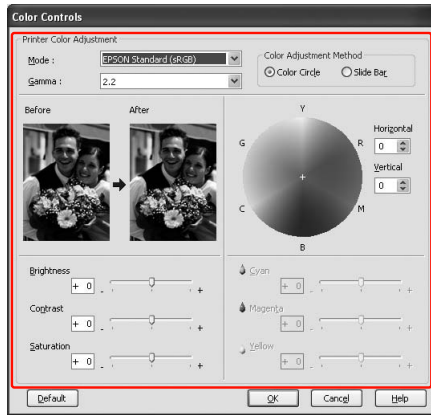 Color Controls
Printer Color Adjustment
Mode : EPSON Standard (sRGB)
Gamma : 2.2
Color Adjustment Method
Color Circle Slide Bar
Before After
Y
G R
C M
B
Horizontal
0
Vertical
0
Brightness
+ 0 - +
Contrast
+ 0 - +
Saturation
+ 0 - +
Cyan
+ 0 - +
Magenta
+ 0 - +
Yellow
+ 0 - +
Default OK Cancel Help